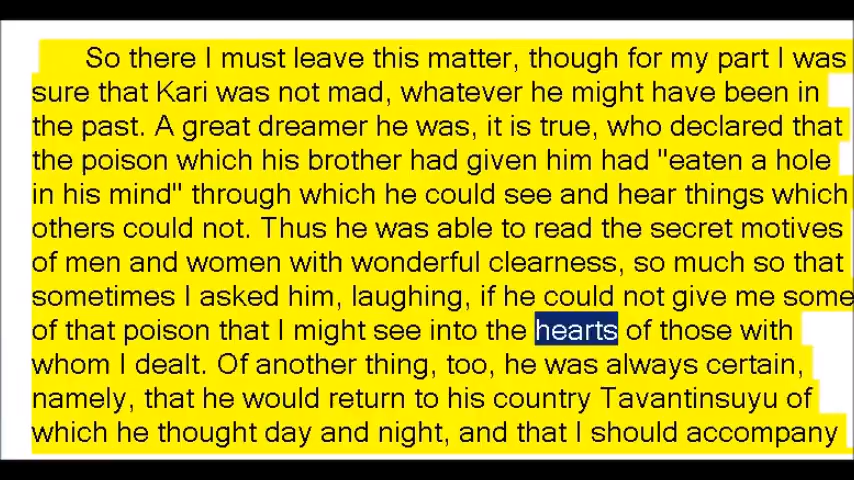 So there I must leave this matter, though for my part I was
sure that Kari was not mad, whatever he might have been in
the past. A great dreamer he was, it is true, who declared that
the poison which his brother had given him had "eaten a hole
in his mind" through which he could see and hear things which
others could not. Thus he was able to read the secret motives
of men and women with wonderful clearness, so much so that
sometimes I asked him, laughing, if he could not give me some
of that poison that I might see into the hearts of those with
whom I dealt. Of another thing, too, he was always certain,
namely, that he would return to his country Tavantinsuyu of
which he thought day and night, and that I should accompany